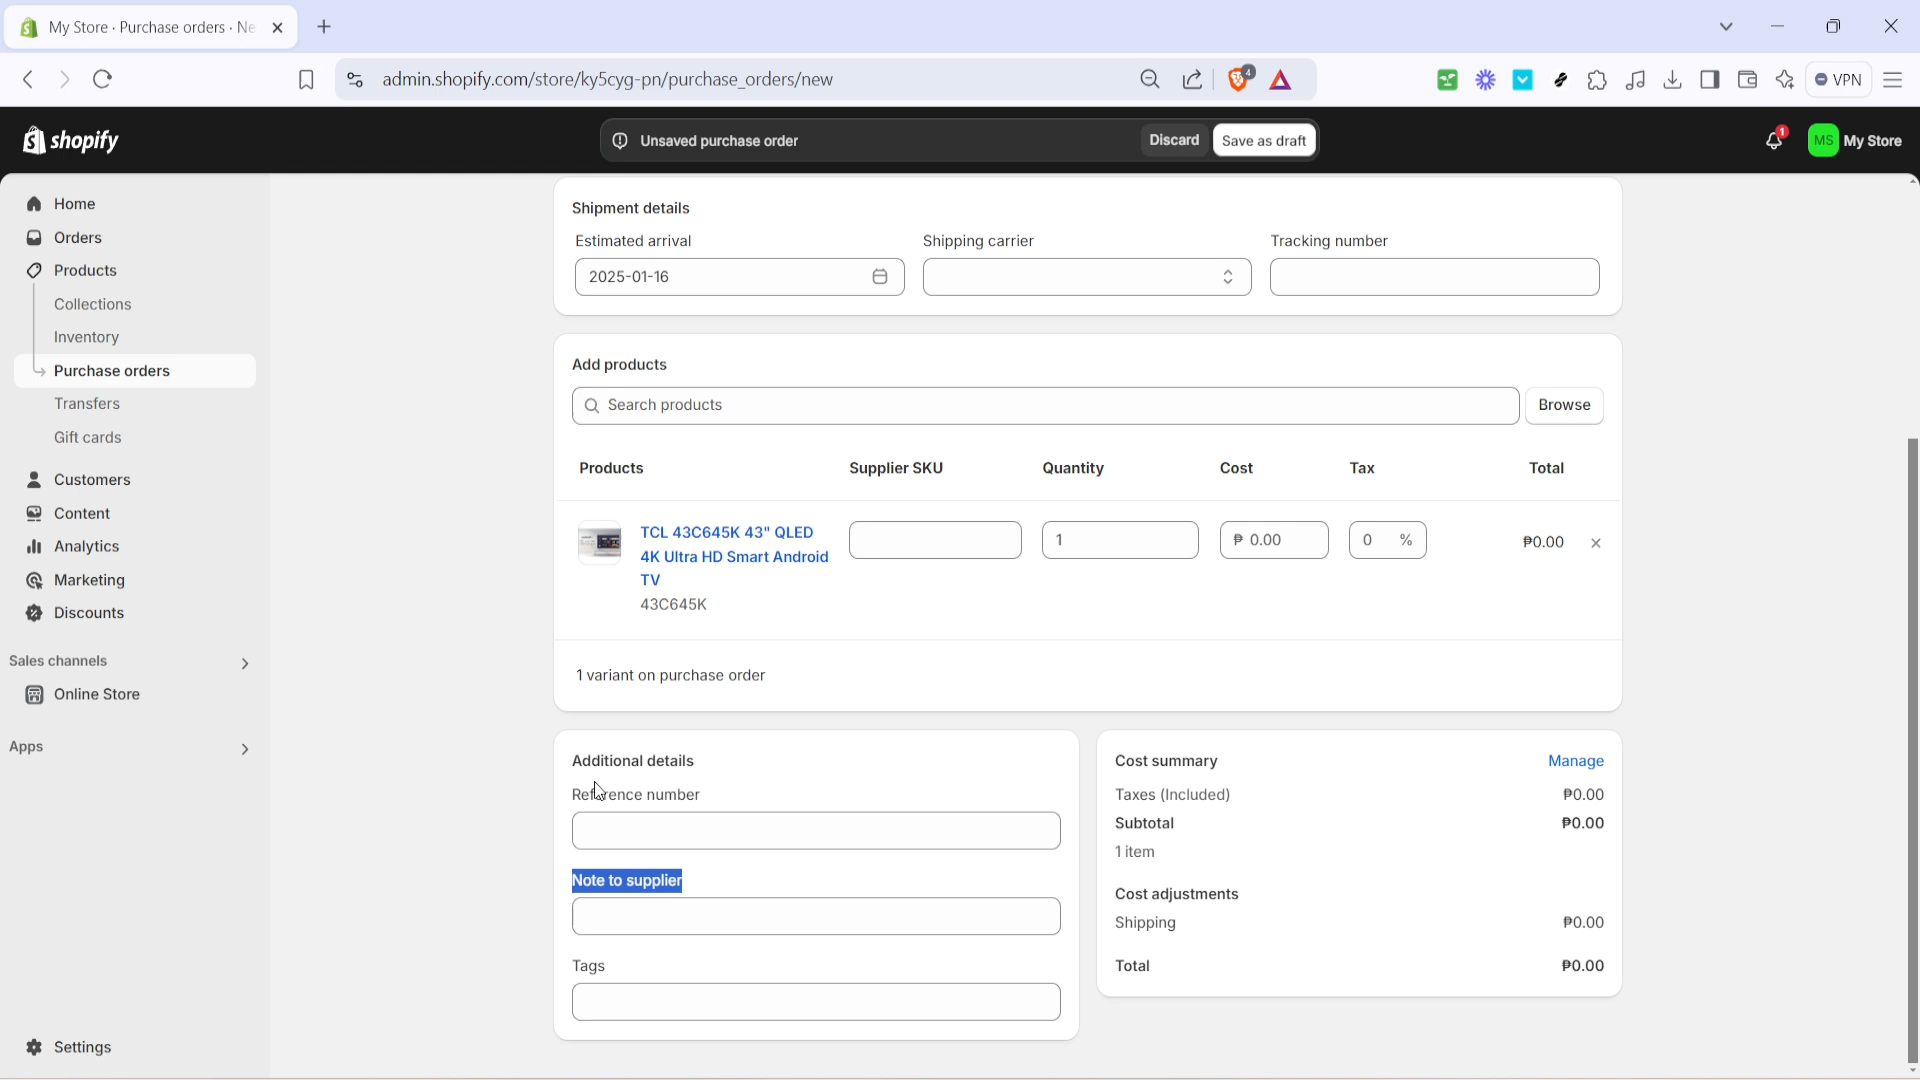 My Store · Purchase orders · Ne
admin.shopify.com/store/ky5cyg-pn/purchase_orders/new
4
VPN
shopify
Unsaved purchase order
Discard
Save as draft
1
MS
My Store
Home
Orders
Products
Collections
Inventory
Purchase orders
Transfers
Gift cards
Customers
Content
Analytics
Marketing
Discounts
Sales channels
Online Store
Apps
Settings
Shipment details
Estimated arrival
Shipping carrier
Tracking number
2025-01-16
Add products
Search products
Browse
Products
Supplier SKU
Quantity
Cost
Tax
Total
TCL 43C645K 43" QLED
4K Ultra HD Smart Android
TV
43C645K
1
₱ 0.00
0 %
₱0.00
1 variant on purchase order
Additional details
Reference number
Note to supplier
Tags
Cost summary
Manage
Taxes (Included)
₱0.00
Subtotal
₱0.00
1 item
Cost adjustments
Shipping
₱0.00
Total
₱0.00